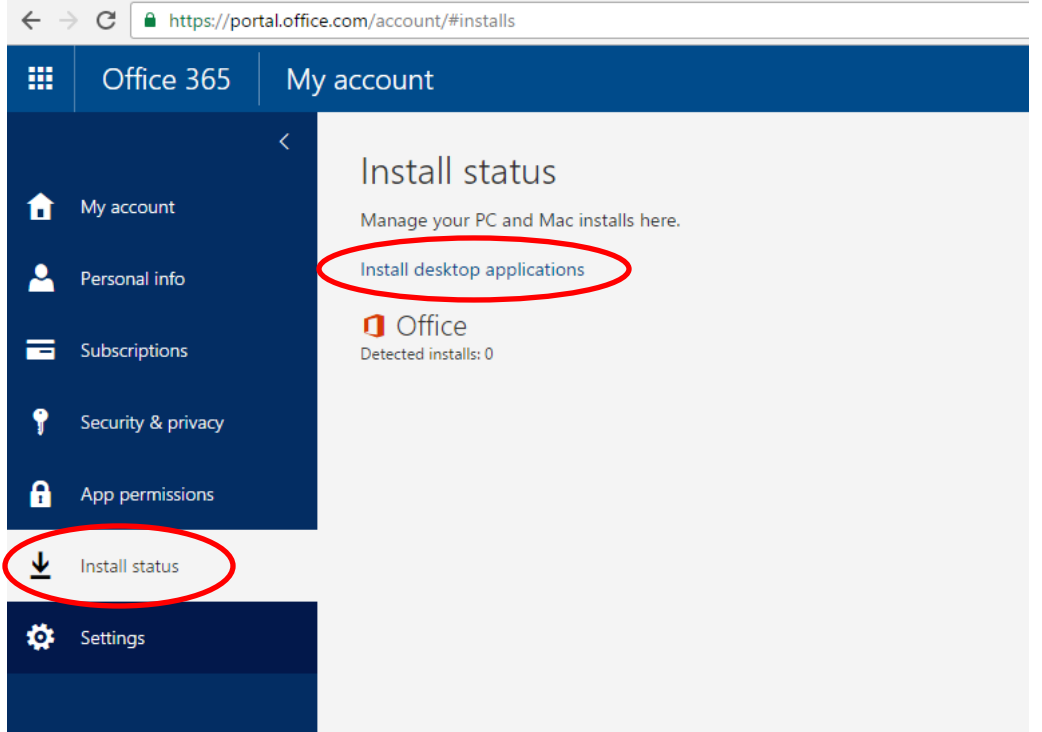 https://portal.office.com/account/#installs
Office 365
My account
My account
Personal info
Subscriptions
Security & privacy
App permissions
Install status
Settings
Install status
Manage your PC and Mac installs here.
Install desktop applications
Office
Detected installs: 0